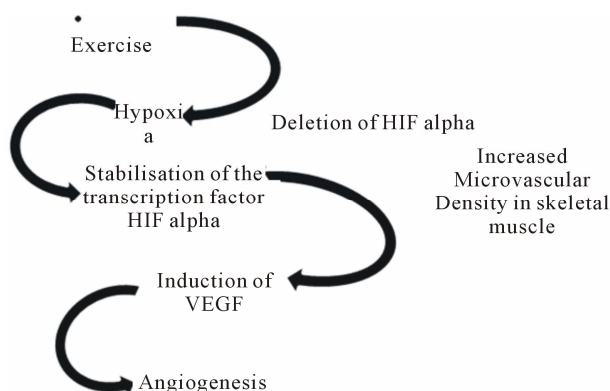 Exercise
Hypoxi
a
Deletion of HIF alpha
Stabilisation of the
transcription factor
HIF alpha
Increased
Microvascular
Density in skeletal
muscle
Induction of
VEGF
Angiogenesis